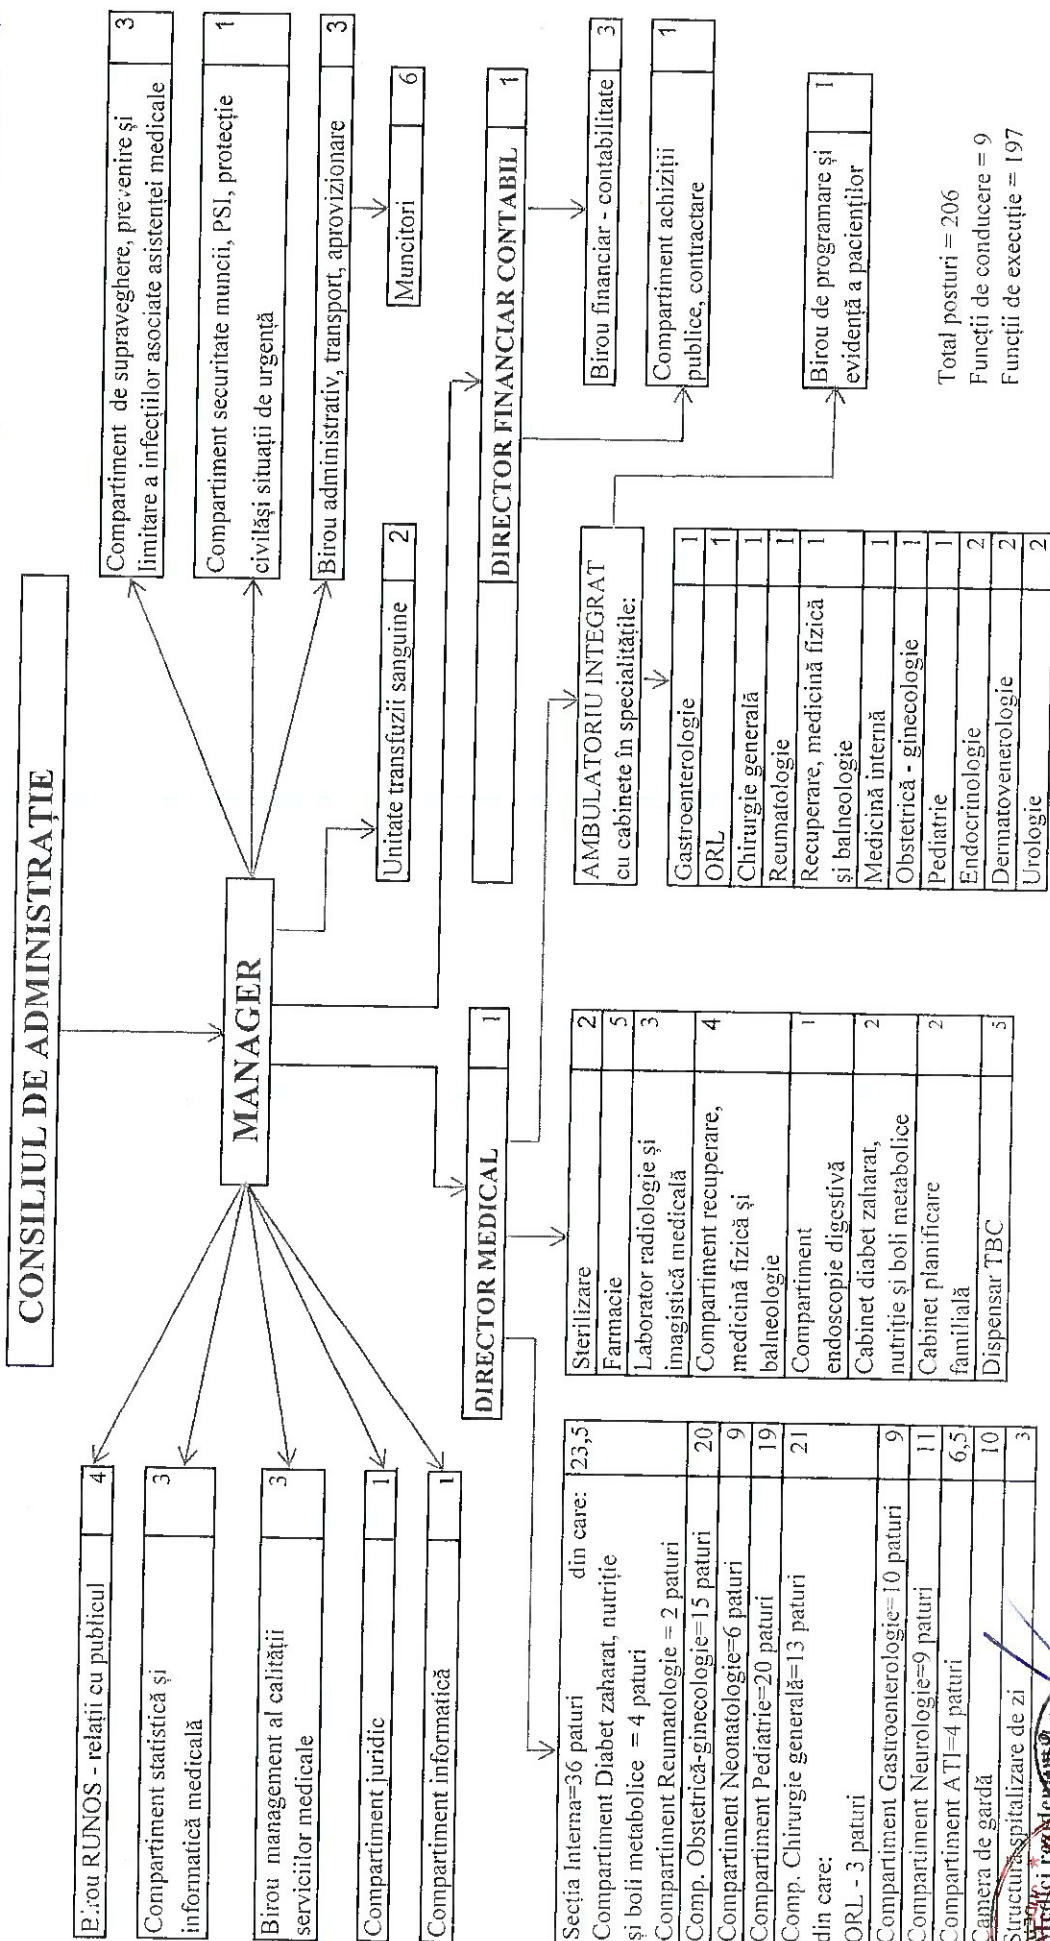 CONSILIUL DE ADMINISTRAȚIE
MANAGER
Birou RUNOS - relații cu publicul 4
Compartiment statistică și 3
informatică medicală
Birou management al calității 3
serviciilor medicale
Compartiment juridic 1
Compartiment informatică 1
Compartiment de supraveghere, prevenire și 3
limitare a infecțiilor asociate asistenței medicale
Compartiment securitate muncii, PSI, protecție 1
civilăși situații de urgență
Birou administrativ, transport, aprovizionare 3
Muncitori 6
Unitate transfuzii sanguine 2
DIRECTOR MEDICAL 1
DIRECTOR FINANCIAR CONTABIL 1
Birou financiar - contabilitate 3
Compartiment achiziții 1
publice, contractare
Secția Interna=36 paturi din care: 23,5
Compartiment Diabet zaharat, nutriție
și boli metabolice = 4 paturi
Compartiment Reumatologie = 2 paturi
Comp. Obstetrică-ginecologie=15 paturi 20
Compartiment Neonatologie=6 paturi 9
Compartiment Pediatrie=20 paturi 19
Comp. Chirurgie generală=13 paturi 21
din care:
ORL - 3 paturi
Compartiment Gastroenterologie=10 paturi 9
Compartiment Neurologie=9 paturi 11
Compartiment ATI=4 paturi 6,5
Camera de gardă 10
Structura spitalizare de zi 3
Sterilizare 2
Farmacie 5
Laborator radiologie și 3
imagistică medicală
Compartiment recuperare, 4
medicină fizică și
balneologie
Compartiment 1
endoscopie digestivă
Cabinet diabet zaharat, 2
nutriție și boli metabolice
Cabinet planificare 2
familială
Dispensar TBC 5
AMBULATORIU INTEGRAT
cu cabinete în specialitățile:
Gastroenterologie 1
ORL 1
Chirurgie generală 1
Reumatologie 1
Recuperare, medicină fizică 1
și balneologie
Medicină internă 1
Obstetrică - ginecologie 1
Pediatrie 1
Endocrinologie 2
Dermatovenerologie 2
Urologie 2
Birou de programare și 1
evidență a pacienților
Total posturi = 206
Funcții de conducere = 9
Funcții de execuție = 197